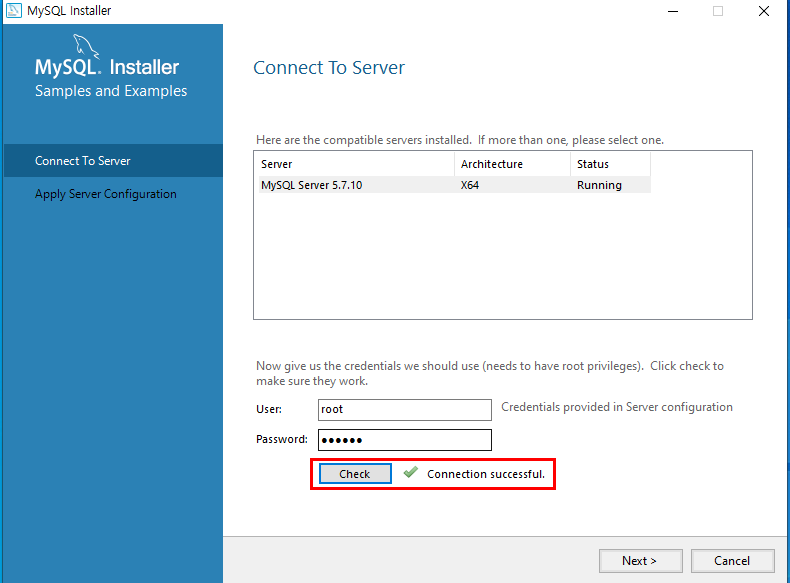 MySQL Installer
MySQL. Installer
Samples and Examples
Connect To Server
Apply Server Configuration
Connect To Server
Here are the compatible servers installed.  If more than one, please select one.
Server Architecture Status
MySQL Server 5.7.10 X64 Running
Now give us the credentials we should use (needs to have root privileges).  Click check to
make sure they work.
User: root Credentials provided in Server configuration
Password: ●●●●●●
Check Connection successful.
Next > Cancel